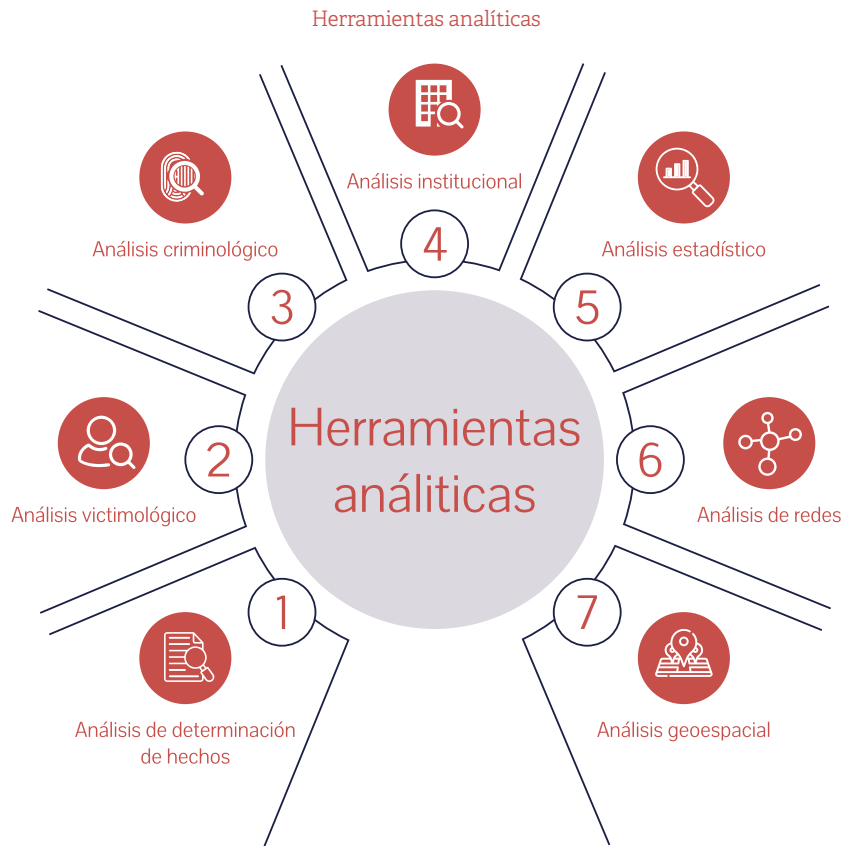 Herramientas analíticas
Herramientas
análiticas
1
Análisis de determinación
de hechos
2
Análisis victimológico
3
Análisis criminológico
4
Análisis institucional
5
Análisis estadístico
6
Análisis de redes
7
Análisis geoespacial